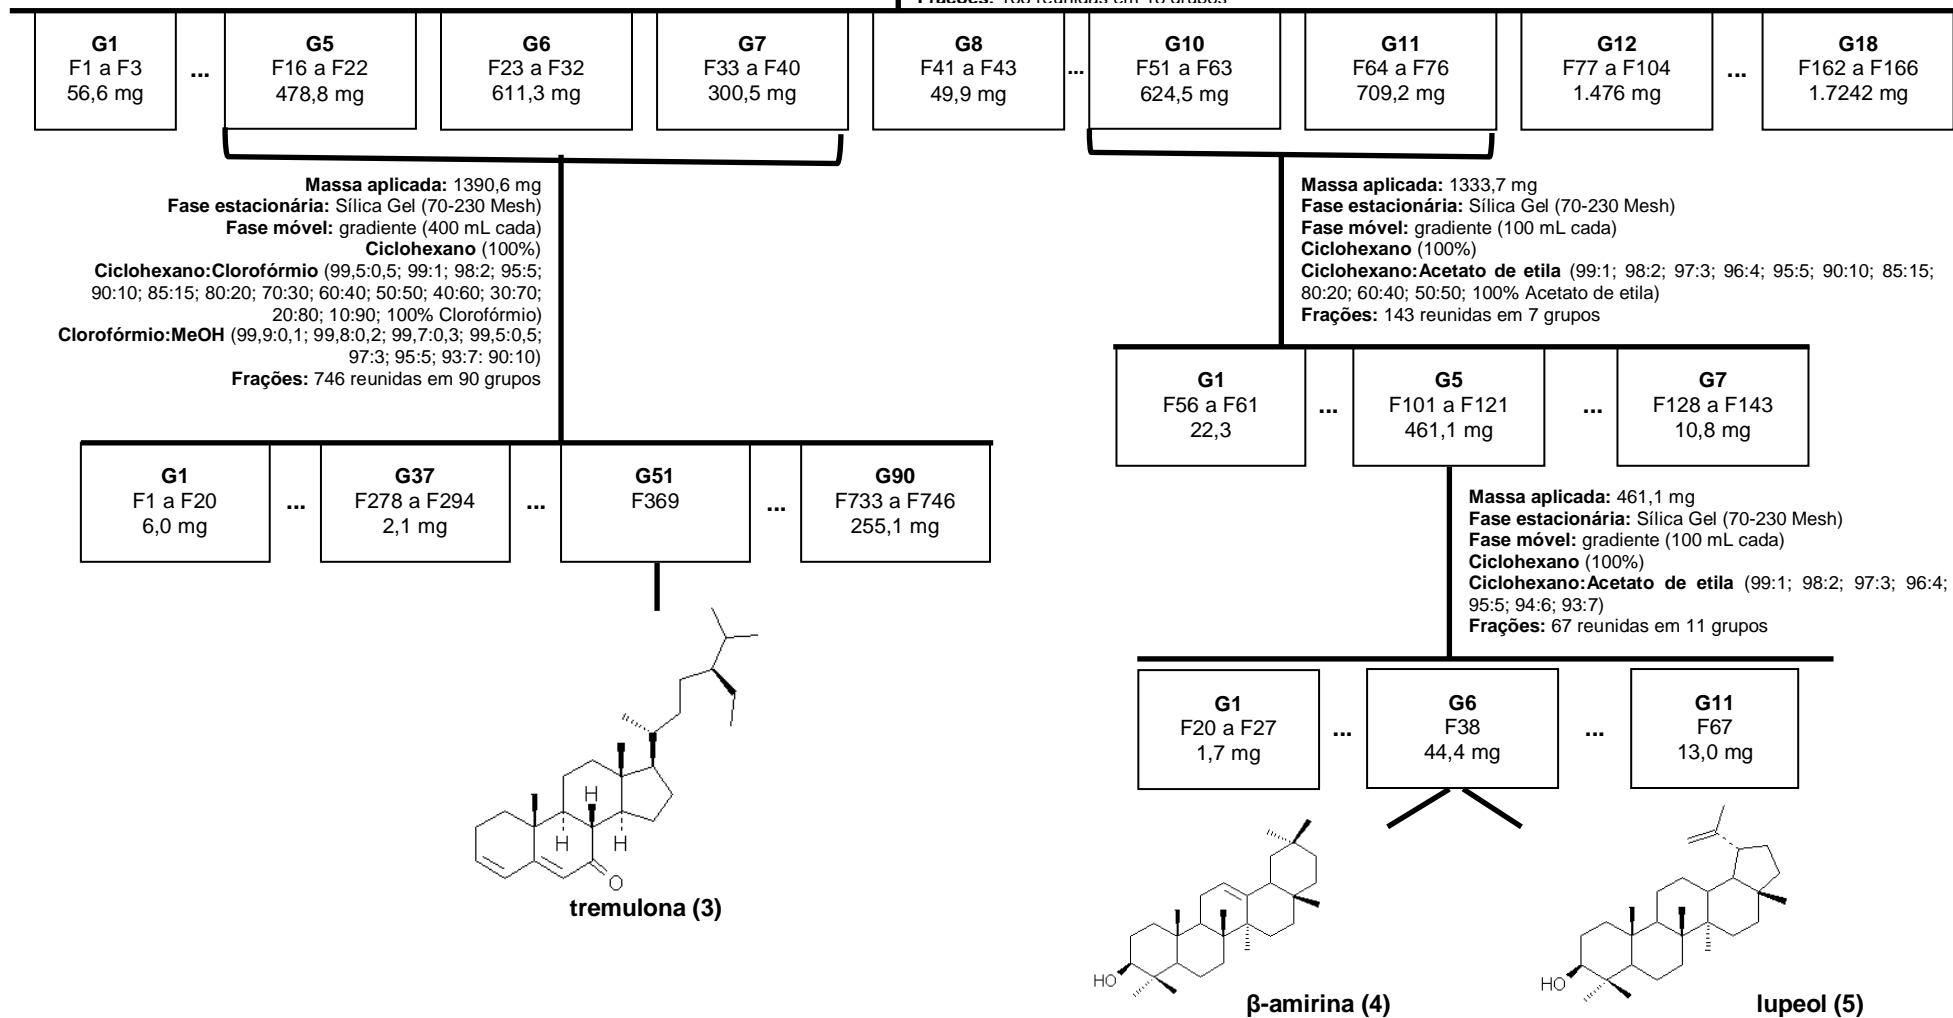 Frações: 166 reunidas em 18 grupos
G1
F1 a F3
56,6 mg
...
G5
F16 a F22
478,8 mg
G6
F23 a F32
611,3 mg
G7
F33 a F40
300,5 mg
G8
F41 a F43
49,9 mg
...
G10
F51 a F63
624,5 mg
G11
F64 a F76
709,2 mg
G12
F77 a F104
1.476 mg
...
G18
F162 a F166
1.7242 mg
Massa aplicada: 1390,6 mg
Fase estacionária: Sílica Gel (70-230 Mesh)
Fase móvel: gradiente (400 mL cada)
Ciclohexano (100%)
Ciclohexano:Clorofórmio (99,5:0,5; 99:1; 98:2; 95:5;
90:10; 85:15; 80:20; 70:30; 60:40; 50:50; 40:60; 30:70;
20:80; 10:90; 100% Clorofórmio)
Clorofórmio:MeOH (99,9:0,1; 99,8:0,2; 99,7:0,3; 99,5:0,5;
97:3; 95:5; 93:7: 90:10)
Frações: 746 reunidas em 90 grupos
Massa aplicada: 1333,7 mg
Fase estacionária: Sílica Gel (70-230 Mesh)
Fase móvel: gradiente (100 mL cada)
Ciclohexano (100%)
Ciclohexano:Acetato de etila (99:1; 98:2; 97:3; 96:4; 95:5; 90:10; 85:15;
80:20; 60:40; 50:50; 100% Acetato de etila)
Frações: 143 reunidas em 7 grupos
G1
F56 a F61
22,3
...
G5
F101 a F121
461,1 mg
...
G7
F128 a F143
10,8 mg
G1
F1 a F20
6,0 mg
...
G37
F278 a F294
2,1 mg
...
G51
F369
...
G90
F733 a F746
255,1 mg
Massa aplicada: 461,1 mg
Fase estacionária: Sílica Gel (70-230 Mesh)
Fase móvel: gradiente (100 mL cada)
Ciclohexano (100%)
Ciclohexano:Acetato de etila (99:1; 98:2; 97:3; 96:4;
95:5; 94:6; 93:7)
Frações: 67 reunidas em 11 grupos
G1
F20 a F27
1,7 mg
...
G6
F38
44,4 mg
...
G11
F67
13,0 mg
H
H
H
O
tremulona (3)
HO
β-amirina (4)
HO
lupeol (5)